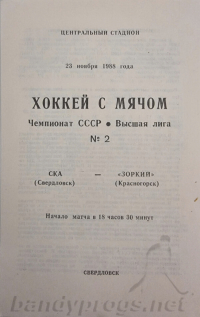 ЦЕНТРАЛЬНЫЙ СТАДИОН
23 ноября 1988 года
ХОККЕЙ С МЯЧОМ
Чемпионат СССР • Высшая лига
№ 2
СКА — «ЗОРКИЙ»
(Свердловск) (Красногорск)
Начало матча в 18 часов 30 минут
СВЕРДЛОВСК
bandyprogs.net